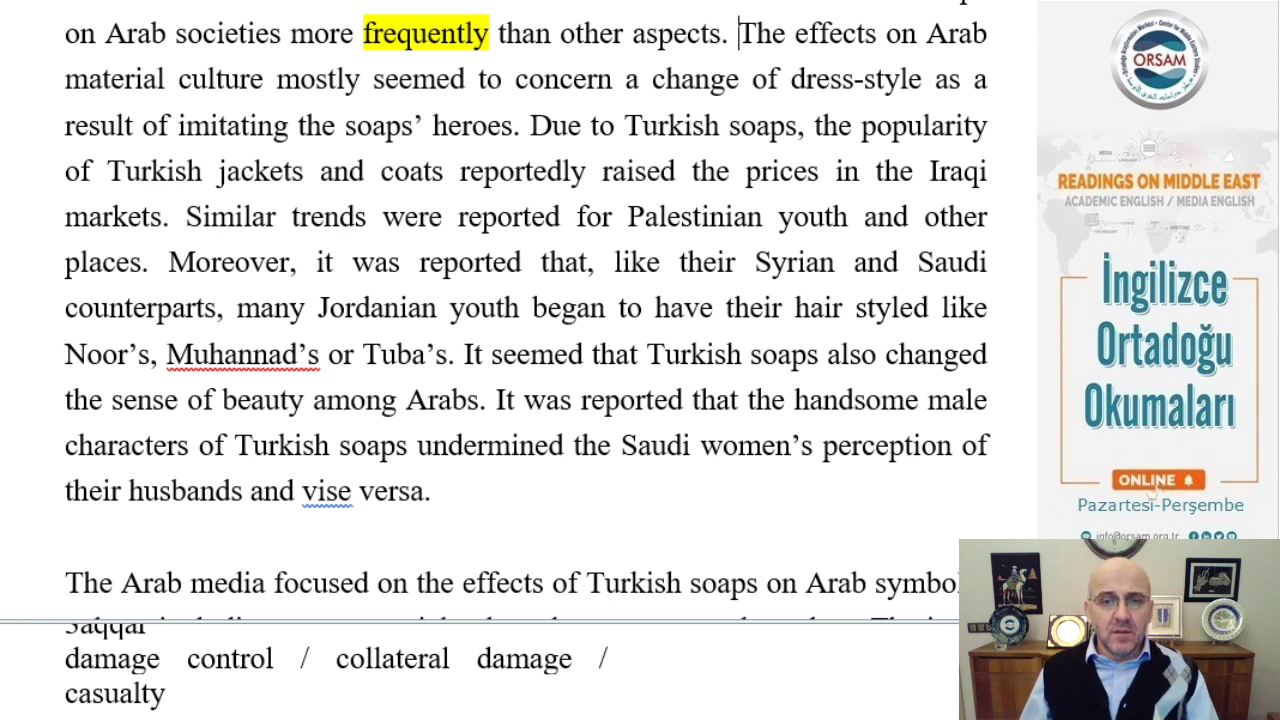 on Arab societies more frequently than other aspects. The effects on Arab
material culture mostly seemed to concern a change of dress-style as a
result of imitating the soaps’ heroes. Due to Turkish soaps, the popularity
of Turkish jackets and coats reportedly raised the prices in the Iraqi
markets. Similar trends were reported for Palestinian youth and other
places. Moreover, it was reported that, like their Syrian and Saudi
counterparts, many Jordanian youth began to have their hair styled like
Noor’s, Muhannad’s or Tuba’s. It seemed that Turkish soaps also changed
the sense of beauty among Arabs. It was reported that the handsome male
characters of Turkish soaps undermined the Saudi women’s perception of
their husbands and vise versa.
The Arab media focused on the effects of Turkish soaps on Arab symbol
damage control / collateral damage /
casualty
ORSAM
READINGS ON MIDDLE EAST
ACADEMIC ENGLISH / MEDIA ENGLISH
İngilizce
Ortadoğu
Okumaları
ONLINE
Pazartesi-Perşembe
info@orsam.org.tr